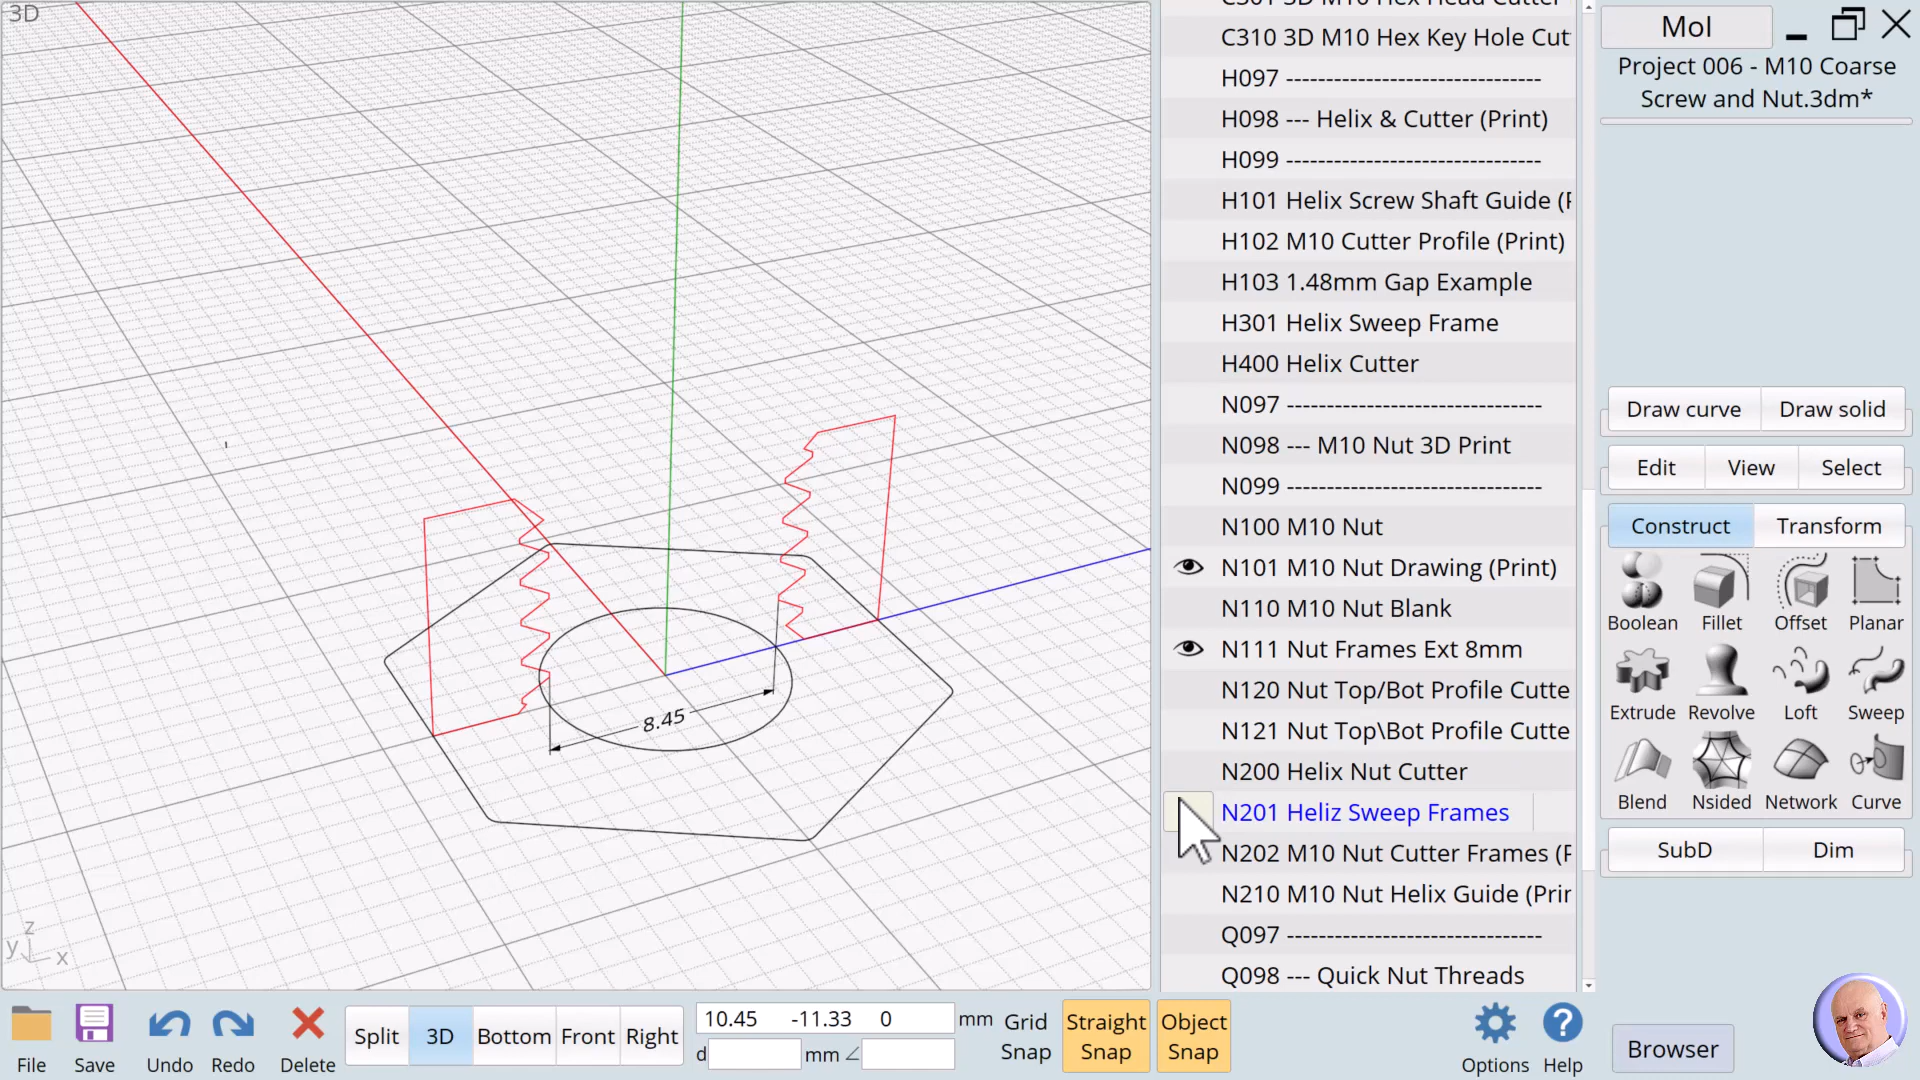 3D
8.45
z
y
x
C301 3D M10 Hex Head Cutter
C310 3D M10 Hex Key Hole Cut
H097 -------------------------------
H098 --- Helix & Cutter (Print)
H099 -------------------------------
H101 Helix Screw Shaft Guide (P
H102 M10 Cutter Profile (Print)
H103 1.48mm Gap Example
H301 Helix Sweep Frame
H400 Helix Cutter
N097 -------------------------------
N098 --- M10 Nut 3D Print
N099 -------------------------------
N100 M10 Nut
N101 M10 Nut Drawing (Print)
N110 M10 Nut Blank
N111 Nut Frames Ext 8mm
N120 Nut Top/Bot Profile Cutte
N121 Nut Top\Bot Profile Cutte
N200 Helix Nut Cutter
N201 Heliz Sweep Frames
N202 M10 Nut Cutter Frames (P
N210 M10 Nut Helix Guide (Prin
Q097 -------------------------------
Q098 --- Quick Nut Threads
MoI
Project 006 - M10 Coarse
Screw and Nut.3dm*
Draw curve Draw solid
Edit View Select
Construct Transform
Boolean Fillet Offset Planar
Extrude Revolve Loft Sweep
Blend Nsided Network Curve
SubD Dim
File Save Undo Redo Delete
Split 3D Bottom Front Right
10.45 -11.33 0 mm
d mm ∠
Grid
Snap
Straight
Snap
Object
Snap
Options Help
Browser